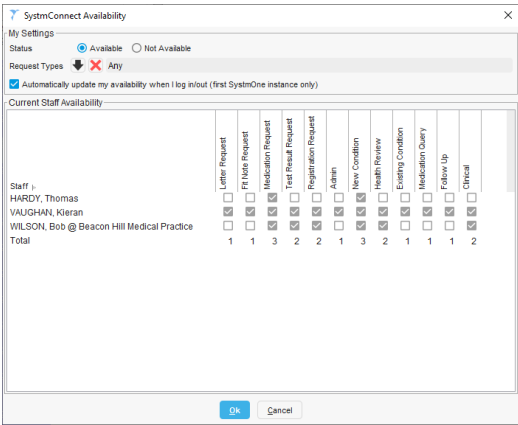 SystmConnect Availability
My Settings
Status Available Not Available
Request Types Any
Automatically update my availability when I log in/out (first SystmOne instance only)
Current Staff Availability
Staff Letter Request Fit Note Request Medication Request Test Result Request Registration Request Admin New Condition Health Review Existing Condition Medication Query Follow Up Clinical
HARDY, Thomas
VAUGHAN, Kieran
WILSON, Bob @ Beacon Hill Medical Practice
Total 1 1 3 2 2 1 3 2 1 1 1 2
Ok Cancel